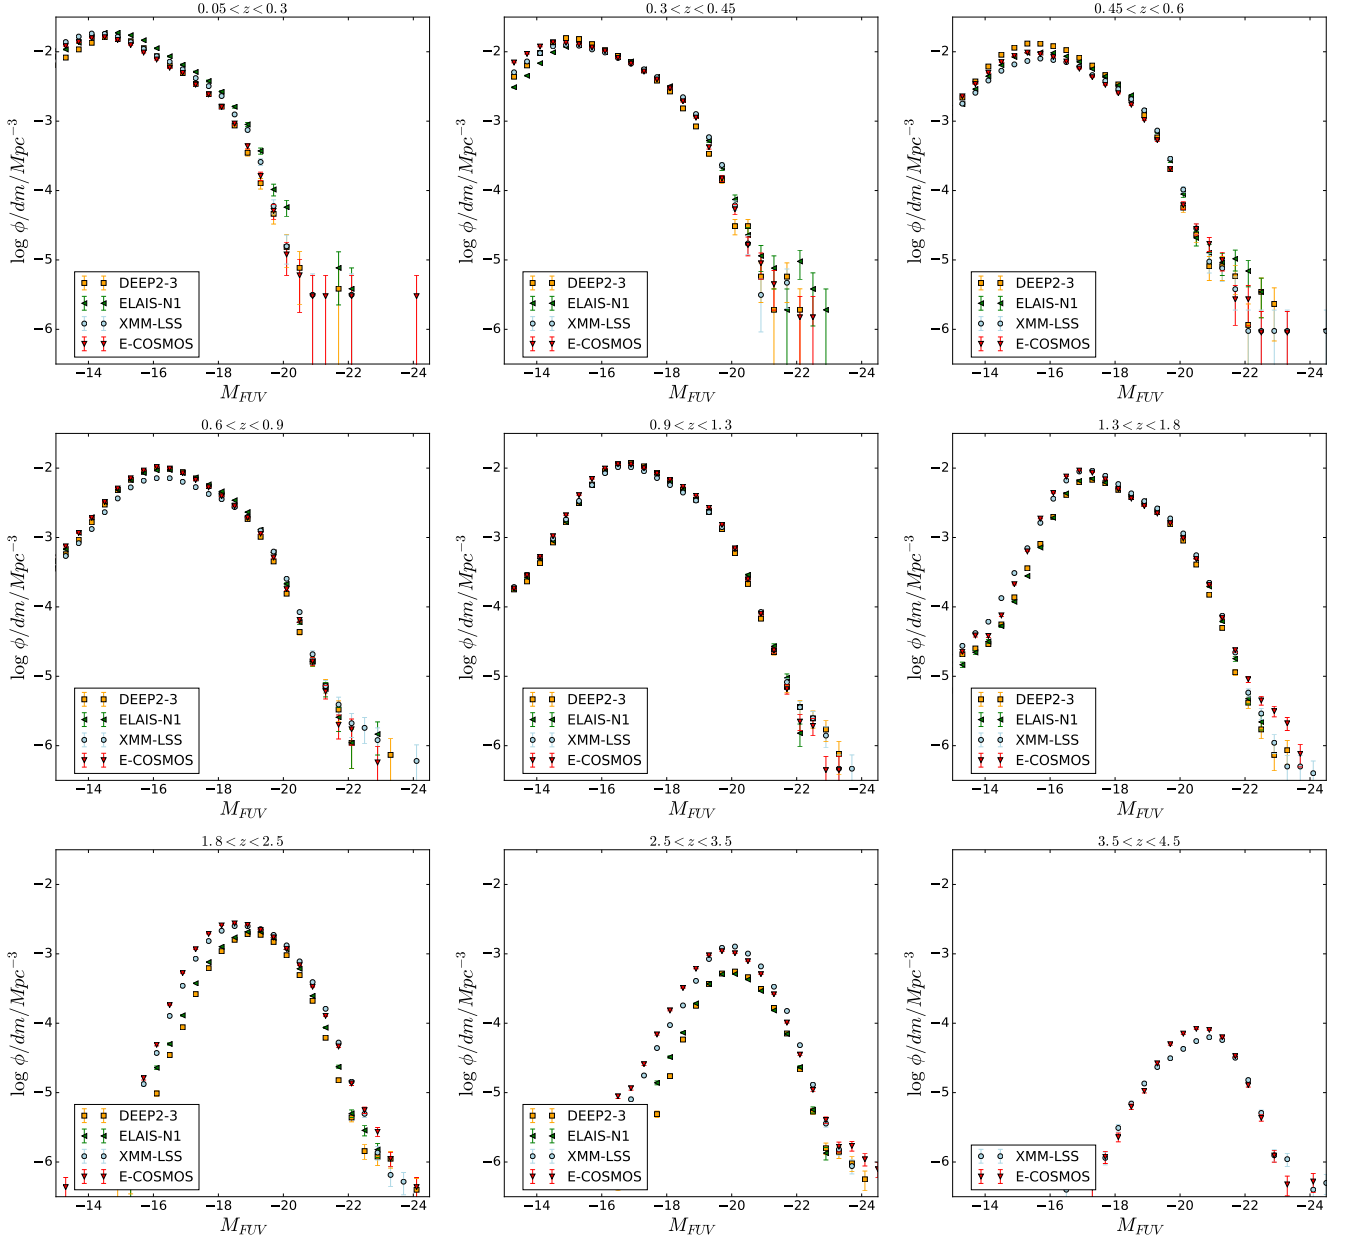 0.05 < z < 0.3
log ϕ/dm/Mpc⁻³
−2
−3
−4
−5
−6
DEEP2-3
ELAIS-N1
XMM-LSS
E-COSMOS
−14 −16 −18 −20 −22 −24
M_FUV
0.3 < z < 0.45
log ϕ/dm/Mpc⁻³
−2
−3
−4
−5
−6
DEEP2-3
ELAIS-N1
XMM-LSS
E-COSMOS
−14 −16 −18 −20 −22 −24
M_FUV
0.45 < z < 0.6
log ϕ/dm/Mpc⁻³
−2
−3
−4
−5
−6
DEEP2-3
ELAIS-N1
XMM-LSS
E-COSMOS
−14 −16 −18 −20 −22 −24
M_FUV
0.6 < z < 0.9
log ϕ/dm/Mpc⁻³
−2
−3
−4
−5
−6
DEEP2-3
ELAIS-N1
XMM-LSS
E-COSMOS
−14 −16 −18 −20 −22 −24
M_FUV
0.9 < z < 1.3
log ϕ/dm/Mpc⁻³
−2
−3
−4
−5
−6
DEEP2-3
ELAIS-N1
XMM-LSS
E-COSMOS
−14 −16 −18 −20 −22 −24
M_FUV
1.3 < z < 1.8
log ϕ/dm/Mpc⁻³
−2
−3
−4
−5
−6
DEEP2-3
ELAIS-N1
XMM-LSS
E-COSMOS
−14 −16 −18 −20 −22 −24
M_FUV
1.8 < z < 2.5
log ϕ/dm/Mpc⁻³
−2
−3
−4
−5
−6
DEEP2-3
ELAIS-N1
XMM-LSS
E-COSMOS
−14 −16 −18 −20 −22 −24
M_FUV
2.5 < z < 3.5
log ϕ/dm/Mpc⁻³
−2
−3
−4
−5
−6
DEEP2-3
ELAIS-N1
XMM-LSS
E-COSMOS
−14 −16 −18 −20 −22 −24
M_FUV
3.5 < z < 4.5
log ϕ/dm/Mpc⁻³
−2
−3
−4
−5
−6
XMM-LSS
E-COSMOS
−14 −16 −18 −20 −22 −24
M_FUV